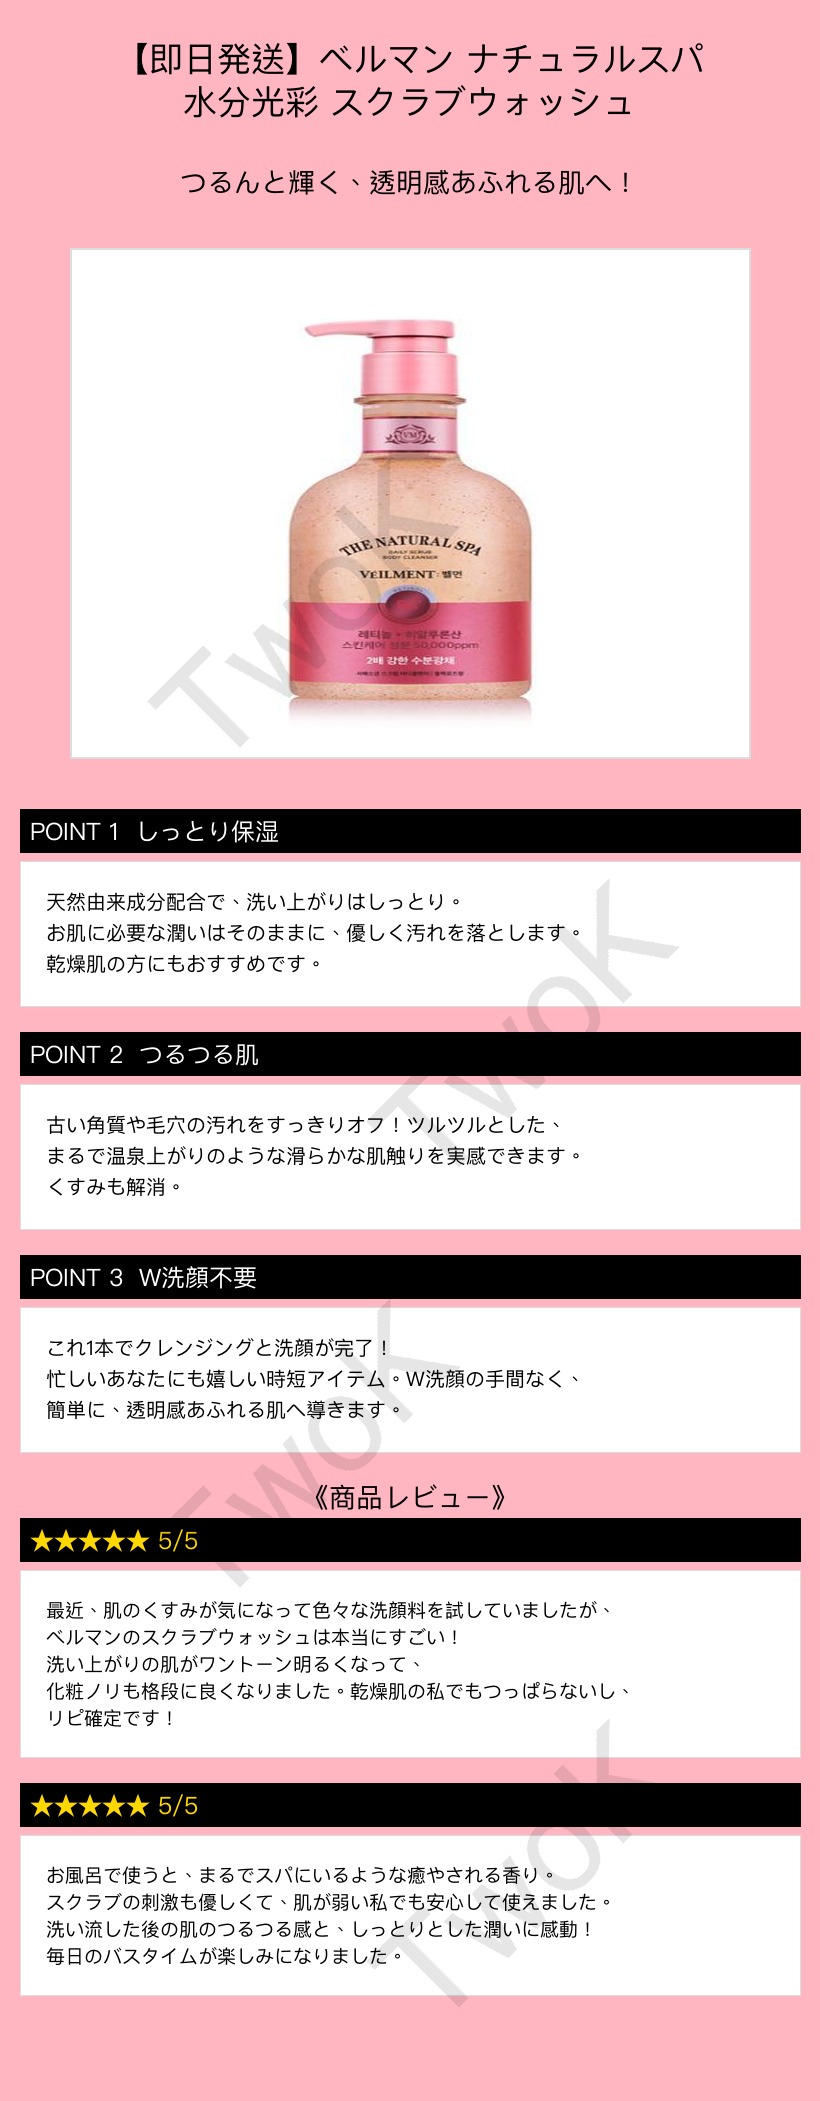 【即日発送】ベルマン ナチュラルスパ
水分光彩 スクラブウォッシュ
つるんと輝く、透明感あふれる肌へ！
VM
THE NATURAL SPA
DAILY SCRUB
BODY CLEANSER
VEILMENT: 벨먼
RETINOL
레티놀 + 히알루론산
스킨케어 성분 50,000ppm
2배 강한 수분광채
TwoK
POINT 1 しっとり保湿
天然由来成分配合で、洗い上がりはしっとり。
お肌に必要な潤いはそのままに、優しく汚れを落とします。
乾燥肌の方にもおすすめです。
TwoK
POINT 2 つるつる肌
古い角質や毛穴の汚れをすっきりオフ！ツルツルとした、
まるで温泉上がりのような滑らかな肌触りを実感できます。
くすみも解消。
POINT 3 W洗顔不要
これ1本でクレンジングと洗顔が完了！
忙しいあなたにも嬉しい時短アイテム。W洗顔の手間なく、
簡単に、透明感あふれる肌へ導きます。
TwoK
《商品レビュー》
★★★★★ 5/5
最近、肌のくすみが気になって色々な洗顔料を試していましたが、
ベルマンのスクラブウォッシュは本当にすごい！
洗い上がりの肌がワントーン明るくなって、
化粧ノリも格段に良くなりました。乾燥肌の私でもつっぱらないし、
リピ確定です！
★★★★★ 5/5
お風呂で使うと、まるでスパにいるような癒やされる香り。
スクラブの刺激も優しくて、肌が弱い私でも安心して使えました。
洗い流した後の肌のつるつる感と、しっとりとした潤いに感動！
毎日のバスタイムが楽しみになりました。
TwoK